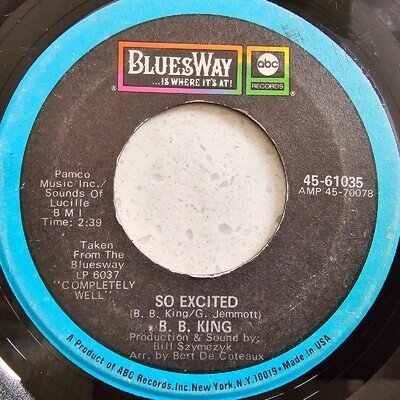 BLUESWAY
...IS WHERE IT'S AT!
abc
RECORDS
®
®
Pamco
Music Inc./
Sounds Of
Lucille
B M I
Time: 2:39
45-61035
AMP 45-70078
Taken
From The
Bluesway
LP 6037
"COMPLETELY
WELL"
SO EXCITED
(B. B. King/G. Jemmott)
B. B. KING
Production & Sound by:
Bill Szymczyk
Arr. by Bert De Coteaux
A Product of ABC Records, Inc. New York, N.Y. 10019 • Made in USA